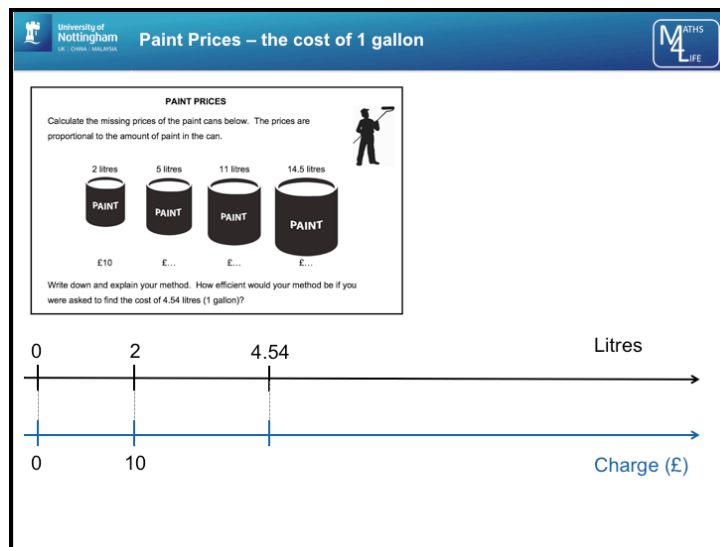 University of
Nottingham
UK | CHINA | MALAYSIA
Paint Prices – the cost of 1 gallon
MATHS
4
LIFE
PAINT PRICES
Calculate the missing prices of the paint cans below. The prices are
proportional to the amount of paint in the can.
2 litres 5 litres 11 litres 14.5 litres
PAINT PAINT PAINT PAINT
£10 £... £... £...
Write down and explain your method. How efficient would your method be if you
were asked to find the cost of 4.54 litres (1 gallon)?
0 2 4.54 Litres
0 10 Charge (£)